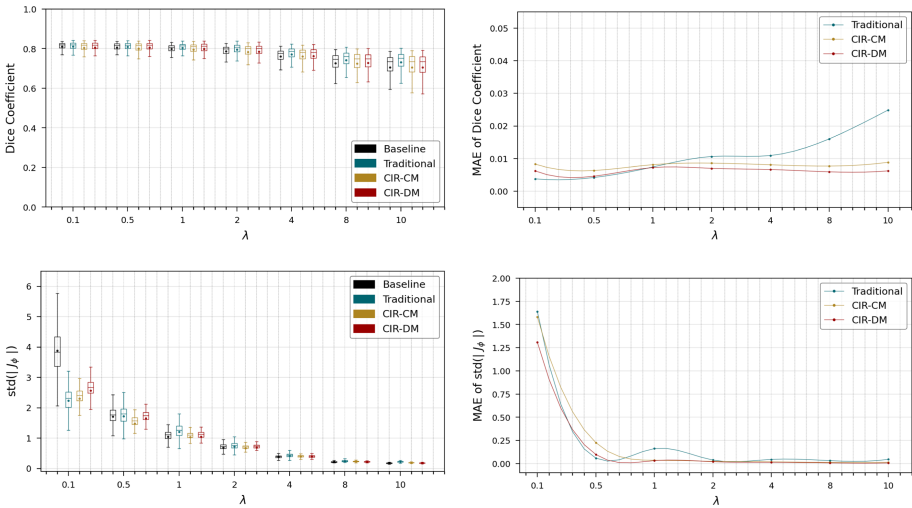 Dice Coefficient
1.0
0.8
0.6
0.4
0.2
0.0
Baseline
Traditional
CIR-CM
CIR-DM
0.1 0.5 1 2 4 8 10
λ
MAE of Dice Coefficient
0.05
0.04
0.03
0.02
0.01
0.00
Traditional
CIR-CM
CIR-DM
0.1 0.5 1 2 4 8 10
λ
std(| J_ϕ |)
6
5
4
3
2
1
0
Baseline
Traditional
CIR-CM
CIR-DM
0.1 0.5 1 2 4 8 10
λ
MAE of std(| J_ϕ |)
2.00
1.75
1.50
1.25
1.00
0.75
0.50
0.25
0.00
Traditional
CIR-CM
CIR-DM
0.1 0.5 1 2 4 8 10
λ